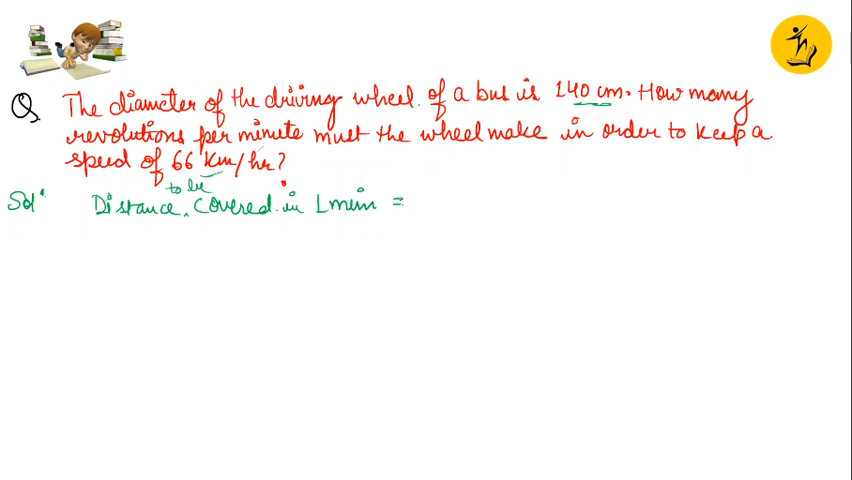 Q The diameter of the driving wheel of a bus is 140 cm. How many
revolutions per minute must the wheel make in order to keep a
speed of 66 km/hr?
Sol: Distance to be covered in 1 min =